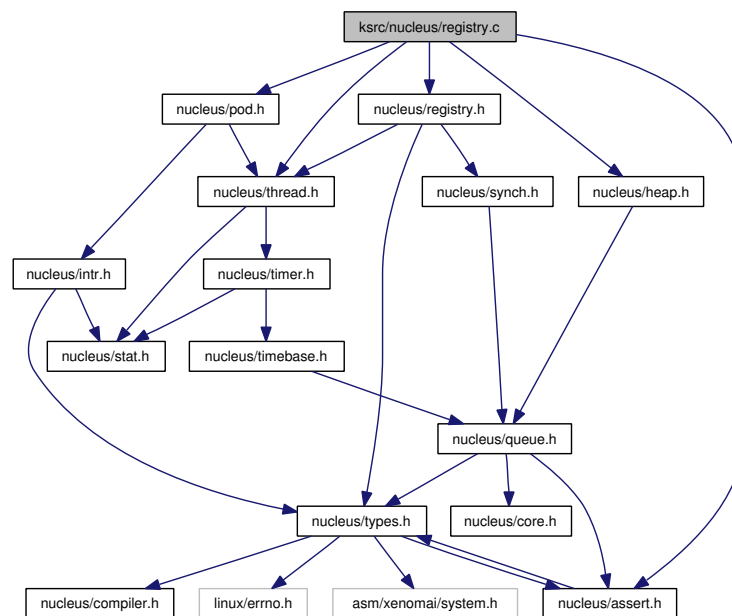 ksrc/nucleus/registry.c
nucleus/pod.h
nucleus/registry.h
nucleus/thread.h
nucleus/synch.h
nucleus/heap.h
nucleus/intr.h
nucleus/timer.h
nucleus/stat.h
nucleus/timebase.h
nucleus/queue.h
nucleus/types.h
nucleus/core.h
nucleus/compiler.h
linux/errno.h
asm/xenomai/system.h
nucleus/assert.h